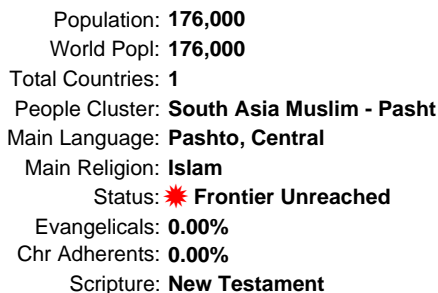 Population: 176,000
World Popl: 176,000
Total Countries: 1
People Cluster: South Asia Muslim - Pasht
Main Language: Pashto, Central
Main Religion: Islam
Status: Frontier Unreached
Evangelicals: 0.00%
Chr Adherents: 0.00%
Scripture: New Testament